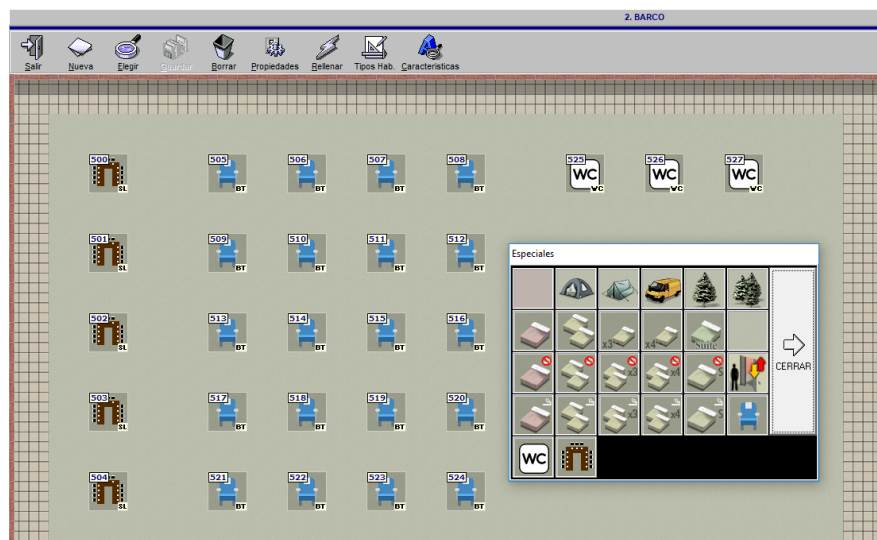 2. BARCO
Salir Nueva Elegir Guardar Borrar Propiedades Rellenar Tipos Hab. Caracteristicas
500 505 506 507 508 525 526 527
WC WC WC
SL BT BT BT BT WC WC WC
501 509 510 511 512
SL BT BT BT BT
Especiales
502 513 514 515 516
SL BT BT BT BT
x3 x4 Suite
CERRAR
x3 x4 S
503 517 518 519 520
SL BT BT BT BT
x3 x4 S
WC
504 521 522 523 524
SL BT BT BT BT